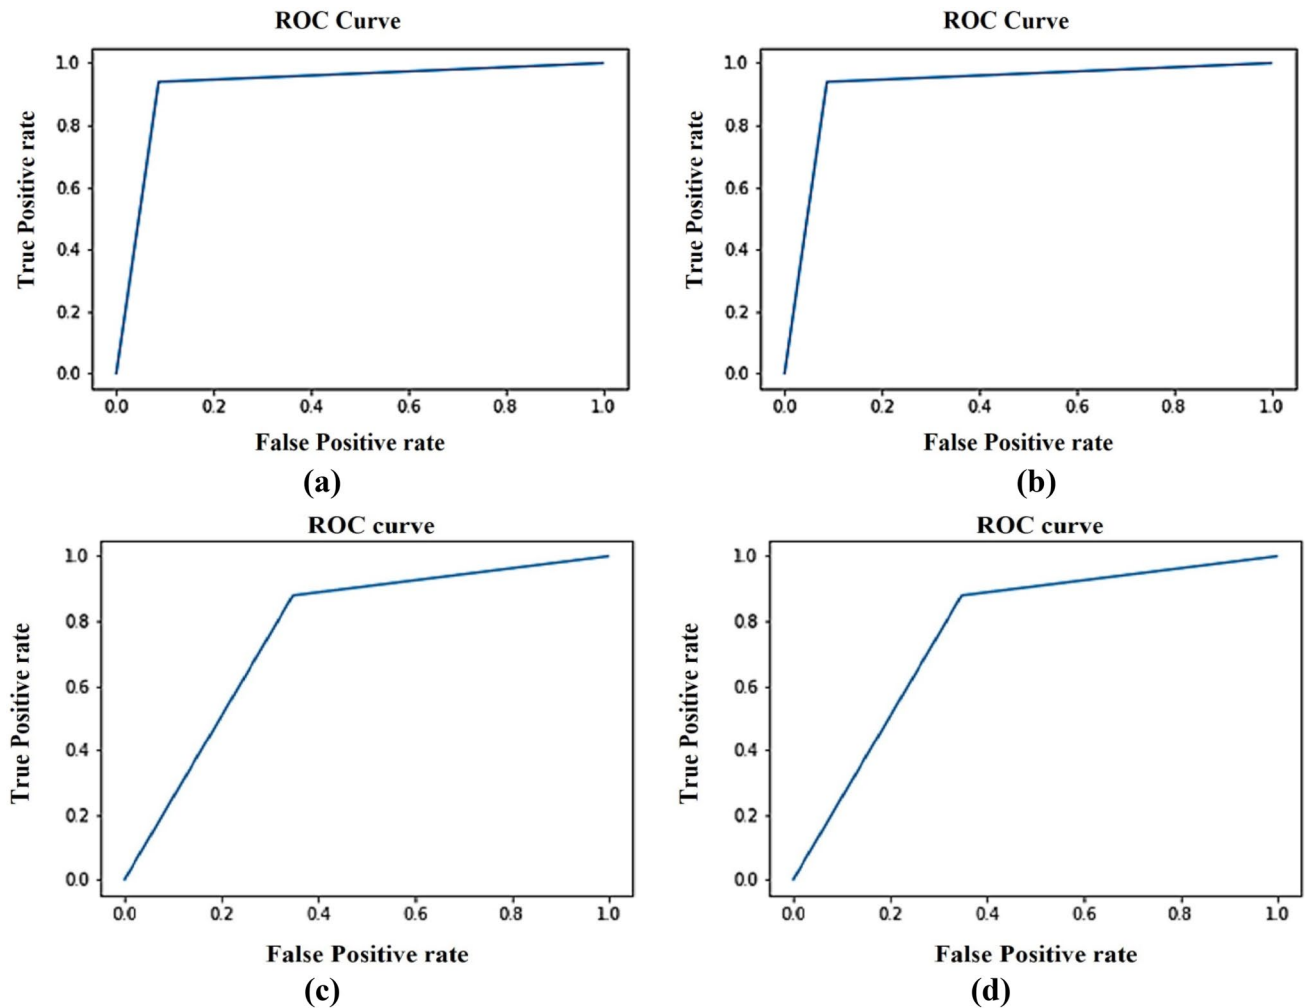 ROC Curve
True Positive rate
1.0
0.8
0.6
0.4
0.2
0.0
0.0 0.2 0.4 0.6 0.8 1.0
False Positive rate
(a)
ROC Curve
True Positive rate
1.0
0.8
0.6
0.4
0.2
0.0
0.0 0.2 0.4 0.6 0.8 1.0
False Positive rate
(b)
ROC curve
True Positive rate
1.0
0.8
0.6
0.4
0.2
0.0
0.0 0.2 0.4 0.6 0.8 1.0
False Positive rate
(c)
ROC curve
True Positive rate
1.0
0.8
0.6
0.4
0.2
0.0
0.0 0.2 0.4 0.6 0.8 1.0
False Positive rate
(d)